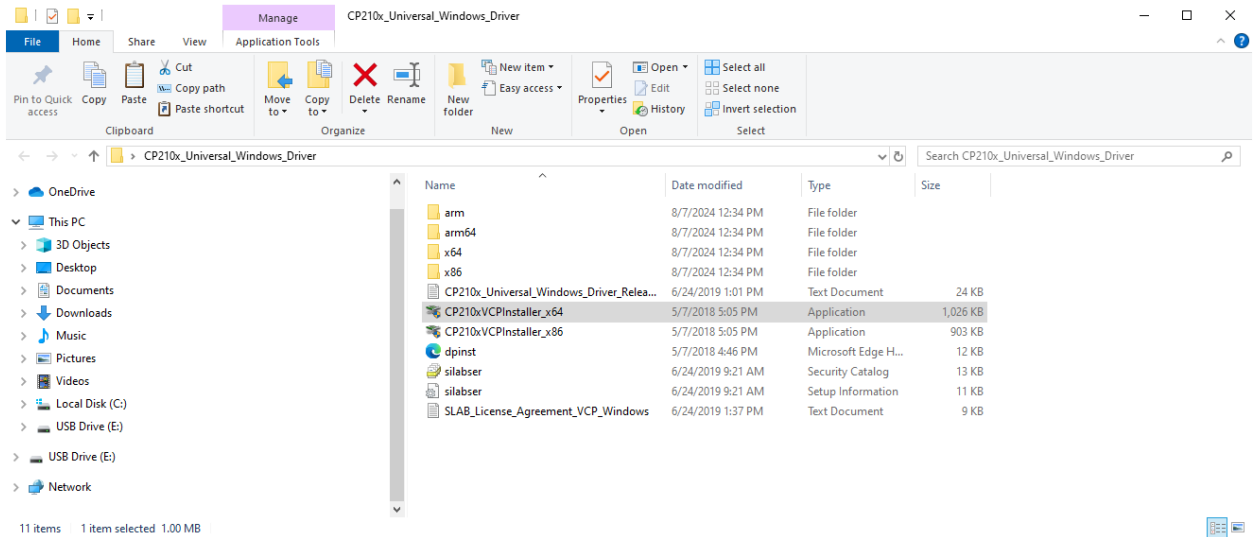 Manage
CP210x_Universal_Windows_Driver
File Home Share View Application Tools
Pin to Quick access
Copy
Paste
Cut
Copy path
Paste shortcut
Clipboard
Move to
Copy to
Delete
Rename
Organize
New folder
New item
Easy access
New
Properties
Open
Edit
History
Open
Select all
Select none
Invert selection
Select
CP210x_Universal_Windows_Driver
Search CP210x_Universal_Windows_Driver
OneDrive
This PC
3D Objects
Desktop
Documents
Downloads
Music
Pictures
Videos
Local Disk (C:)
USB Drive (E:)
USB Drive (E:)
Network
Name Date modified Type Size
arm 8/7/2024 12:34 PM File folder
arm64 8/7/2024 12:34 PM File folder
x64 8/7/2024 12:34 PM File folder
x86 8/7/2024 12:34 PM File folder
CP210x_Universal_Windows_Driver_Relea... 6/24/2019 1:01 PM Text Document 24 KB
CP210xVCPInstaller_x64 5/7/2018 5:05 PM Application 1,026 KB
CP210xVCPInstaller_x86 5/7/2018 5:05 PM Application 903 KB
dpinst 5/7/2018 4:46 PM Microsoft Edge H... 12 KB
silabser 6/24/2019 9:21 AM Security Catalog 13 KB
silabser 6/24/2019 9:21 AM Setup Information 11 KB
SLAB_License_Agreement_VCP_Windows 6/24/2019 1:37 PM Text Document 9 KB
11 items 1 item selected 1.00 MB